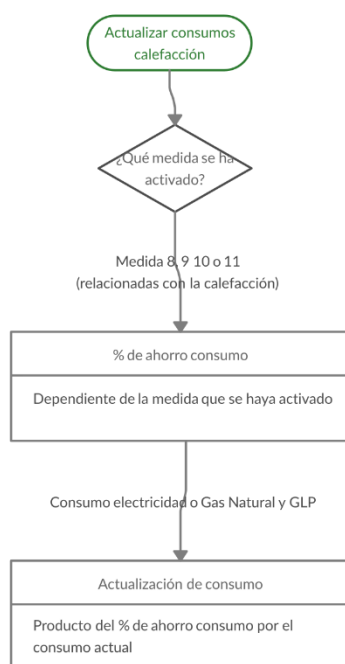 Actualizar consumos
calefacción
¿Qué medida se ha
activado?
Medida 8, 9 10 o 11
(relacionadas con la calefacción)
% de ahorro consumo
Dependiente de la medida que se haya activado
Consumo electricidad o Gas Natural y GLP
Actualización de consumo
Producto del % de ahorro consumo por el
consumo actual